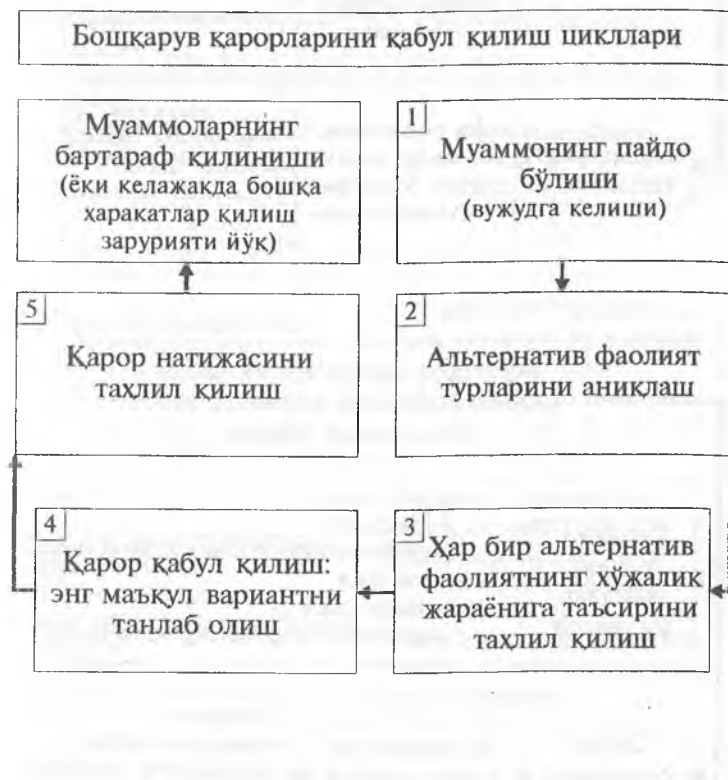 Бошқарув қарорларини қабул қилиш цикллари
Муаммоларнинг
бартараф қилиниши
(ёки келажакда бошқа
харакатлар қилиш
зарурияти йўқ)
1
Муаммонинг пайдо
бўлиши
(вужудга келиши)
5
Қарор натижасини
таҳлил қилиш
2
Альтернатив фаолият
турларини аниқлаш
4
Қарор қабул қилиш:
энг маъқул вариантни
танлаб олиш
3
Ҳар бир альтернатив
фаолиятнинг хўжалик
жараёнига таъсирини
таҳлил қилиш